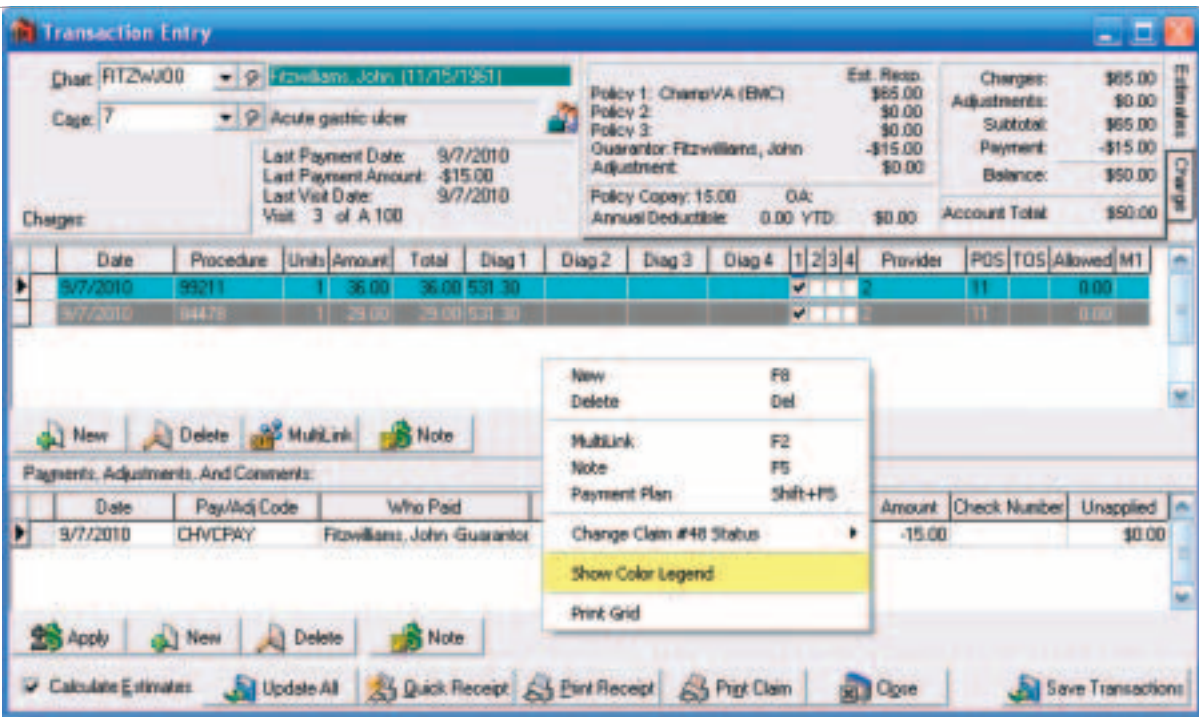 Transaction Entry
Chart: FITZWJO0 Fitzwilliams, John (11/15/1961)
Case: 7 Acute gastric ulcer
Last Payment Date: 9/7/2010
Last Payment Amount: -$15.00
Last Visit Date: 9/7/2010
Visit: 3 of A 100
Charges:
Est. Resp.
Policy 1: ChampVA (EMC) $65.00
Policy 2: $0.00
Policy 3: $0.00
Guarantor: Fitzwilliams, John -$15.00
Adjustment: $0.00
Policy Copay: 15.00 OA:
Annual Deductible: 0.00 YTD: $0.00
Charges: $65.00
Adjustments: $0.00
Subtotal: $65.00
Payment: -$15.00
Balance: $50.00
Account Total: $50.00
Estimates
Charge
Date Procedure Units Amount Total Diag 1 Diag 2 Diag 3 Diag 4 1 2 3 4 Provider POS TOS Allowed M1
9/7/2010 99211 1 36.00 36.00 531.30 2 11 0.00
9/7/2010 84478 1 29.00 29.00 531.30 2 11 0.00
New F8
Delete Del
MultiLink F2
Note F5
Payment Plan Shift+F5
Change Claim #48 Status
Show Color Legend
Print Grid
New Delete MultiLink Note
Payments, Adjustments, And Comments:
Date Pay/Adj Code Who Paid Amount Check Number Unapplied
9/7/2010 CHVCPAY Fitzwilliams, John -Guarantor -15.00 $0.00
Apply New Delete Note
Calculate Estimates Update All Quick Receipt Print Receipt Print Claim Close Save Transactions